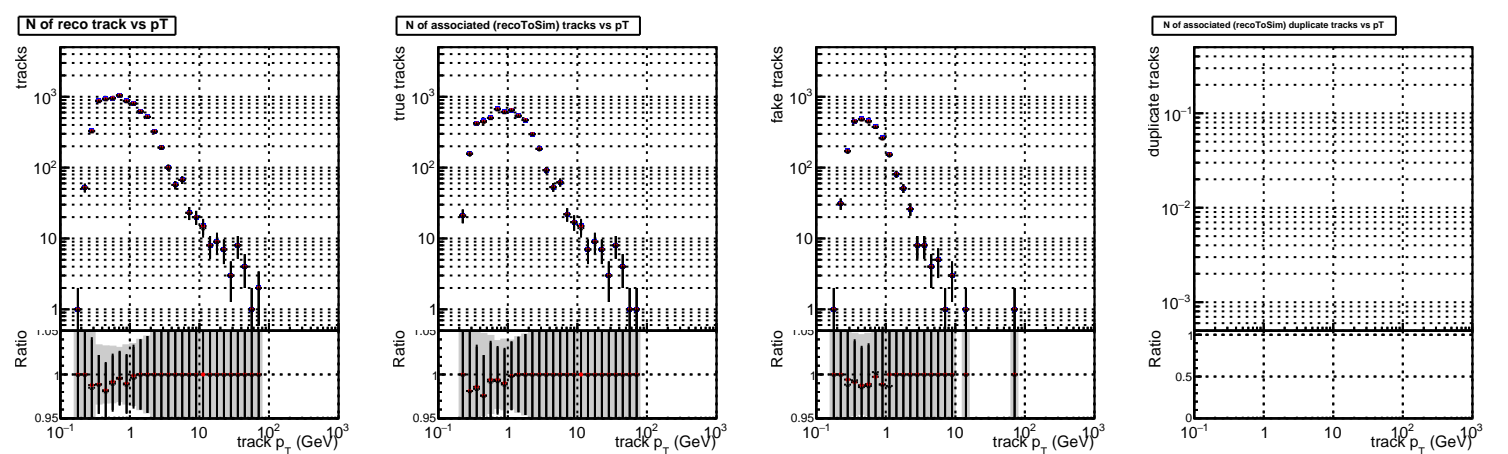 N of reco track vs pT
tracks
10³
10²
10
1
Ratio
1.05
1
0.95
10⁻¹ 1 10 10² 10³
track p_T (GeV)
N of associated (recoToSim) tracks vs pT
true tracks
10³
10²
10
1
Ratio
1.05
1
0.95
10⁻¹ 1 10 10² 10³
track p_T (GeV)
fake tracks
10³
10²
10
1
Ratio
1.05
1
0.95
10⁻¹ 1 10 10² 10³
track p_T (GeV)
N of associated (recoToSim) duplicate tracks vs pT
duplicate tracks
10⁻¹
10⁻²
10⁻³
Ratio
1
0.5
0
10⁻¹ 1 10 10² 10³
track p_T (GeV)